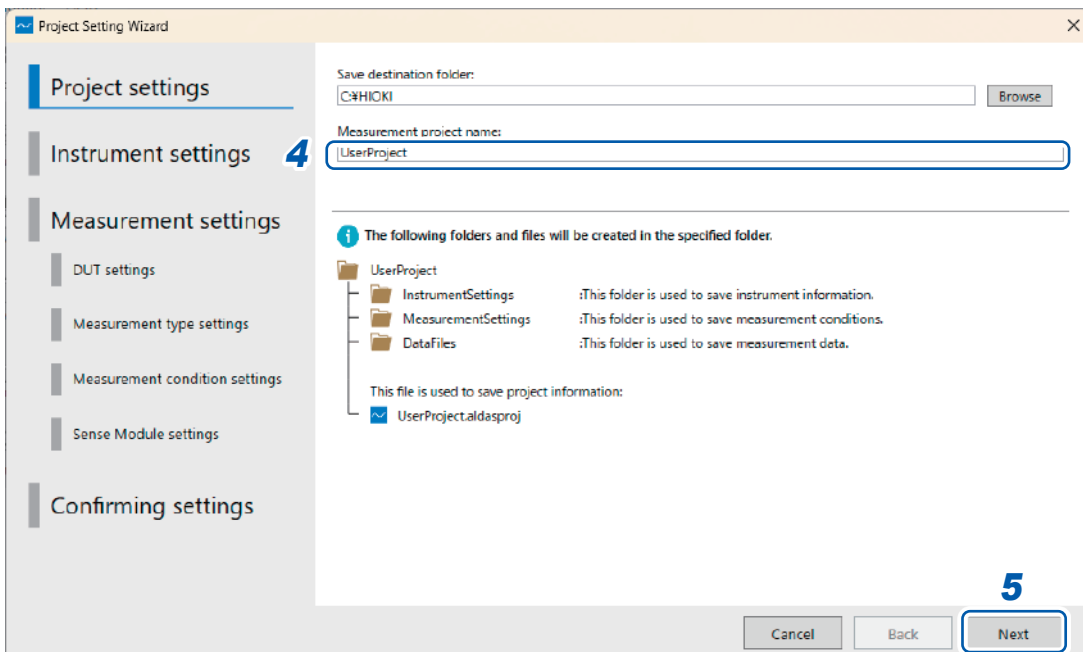 Project Setting Wizard
Project settings
Instrument settings
Measurement settings
DUT settings
Measurement type settings
Measurement condition settings
Sense Module settings
Confirming settings
Save destination folder:
C:¥HIOKI
Browse
Measurement project name:
4
UserProject
The following folders and files will be created in the specified folder.
UserProject
InstrumentSettings :This folder is used to save instrument information.
MeasurementSettings :This folder is used to save measurement conditions.
DataFiles :This folder is used to save measurement data.
This file is used to save project information:
UserProject.aldasproj
5
Cancel Back Next